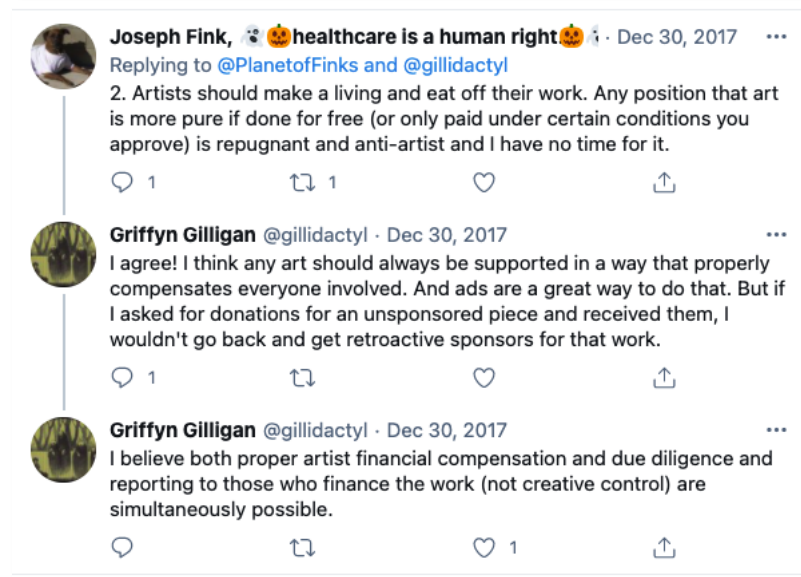 Joseph Fink, 👻🎃healthcare is a human right🎃👻 · Dec 30, 2017
Replying to @PlanetofFinks and @gillidactyl
2. Artists should make a living and eat off their work. Any position that art
is more pure if done for free (or only paid under certain conditions you
approve) is repugnant and anti-artist and I have no time for it.
1 1
Griffyn Gilligan @gillidactyl · Dec 30, 2017
I agree! I think any art should always be supported in a way that properly
compensates everyone involved. And ads are a great way to do that. But if
I asked for donations for an unsponsored piece and received them, I
wouldn't go back and get retroactive sponsors for that work.
1
Griffyn Gilligan @gillidactyl · Dec 30, 2017
I believe both proper artist financial compensation and due diligence and
reporting to those who finance the work (not creative control) are
simultaneously possible.
1